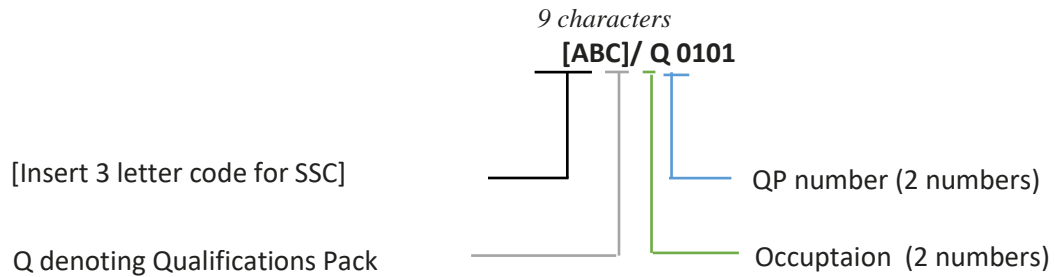 9 characters
[ABC]/ Q 0101
[Insert 3 letter code for SSC]
QP number (2 numbers)
Q denoting Qualifications Pack
Occuptaion (2 numbers)